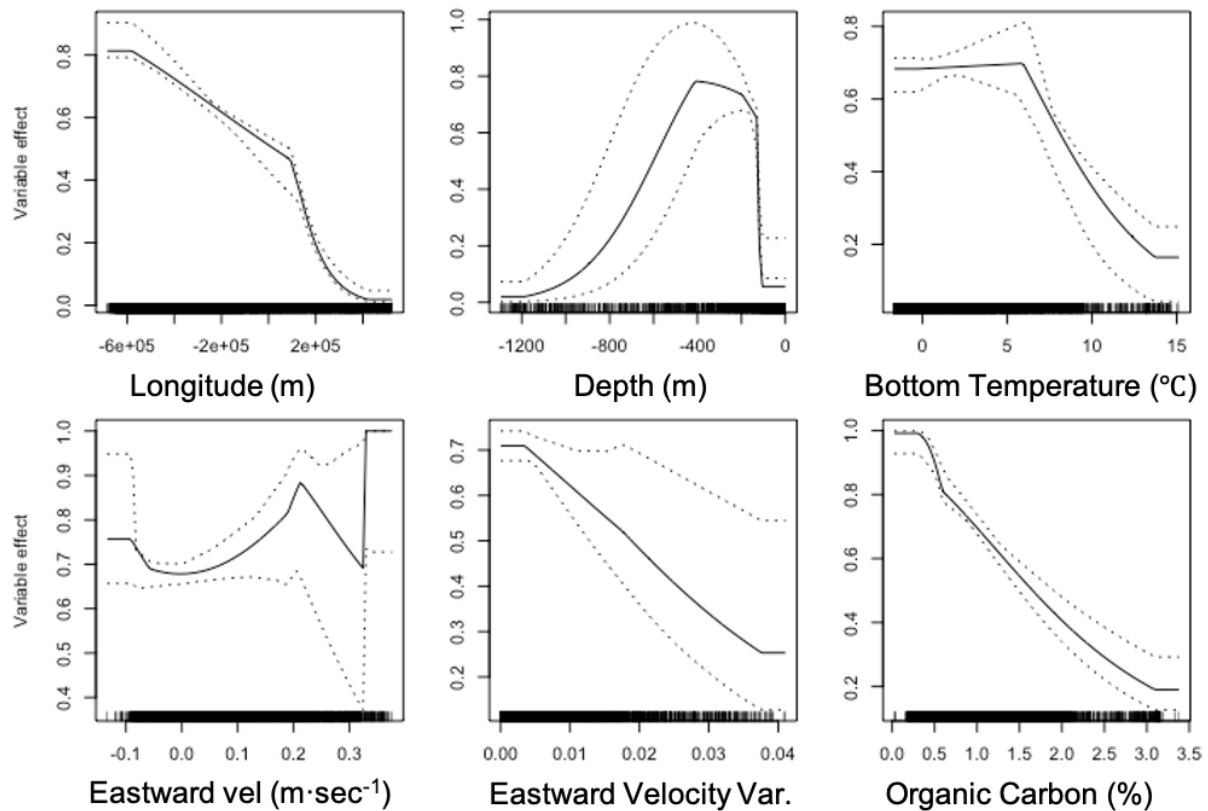 Variable effect
0.0 0.2 0.4 0.6 0.8
-6e+05 -2e+05 2e+05
Longitude (m)
0.0 0.2 0.4 0.6 0.8 1.0
-1200 -800 -400 0
Depth (m)
0.2 0.4 0.6 0.8
0 5 10 15
Bottom Temperature (℃)
Variable effect
0.4 0.5 0.6 0.7 0.8 0.9 1.0
-0.1 0.0 0.1 0.2 0.3
Eastward vel (m·sec⁻¹)
0.2 0.3 0.4 0.5 0.6 0.7
0.00 0.01 0.02 0.03 0.04
Eastward Velocity Var.
0.2 0.4 0.6 0.8 1.0
0.0 0.5 1.0 1.5 2.0 2.5 3.0 3.5
Organic Carbon (%)